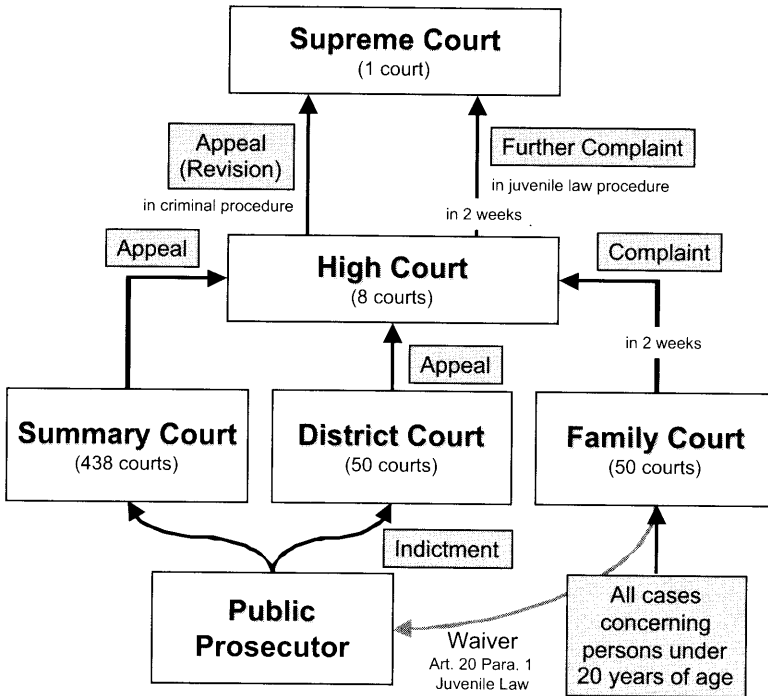 Supreme Court
(1 court)
Appeal
(Revision)
in criminal procedure
Further Complaint
in juvenile law procedure
in 2 weeks
Appeal
High Court
(8 courts)
Complaint
in 2 weeks
Appeal
Summary Court
(438 courts)
District Court
(50 courts)
Family Court
(50 courts)
Indictment
Public
Prosecutor
Waiver
Art. 20 Para. 1
Juvenile Law
All cases
concerning
persons under
20 years of age